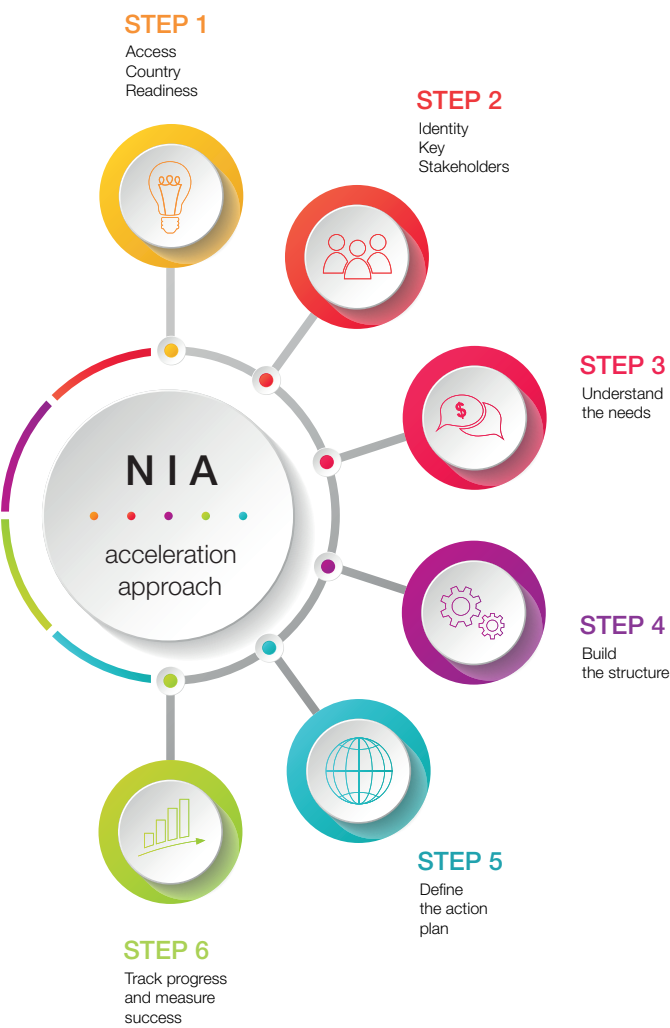 STEP 1
Access
Country
Readiness
STEP 2
Identity
Key
Stakeholders
STEP 3
Understand
the needs
$
NIA
acceleration
approach
STEP 4
Build
the structure
STEP 5
Define
the action
plan
STEP 6
Track progress
and measure
success